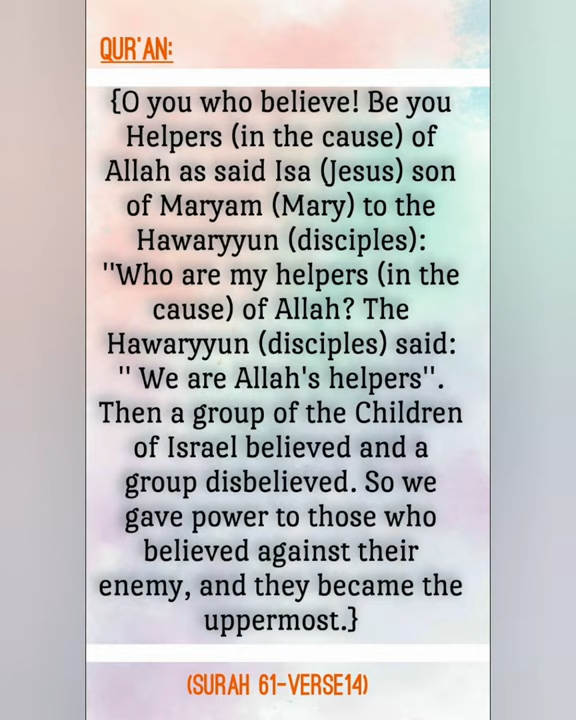 QUR'AN:
{O you who believe! Be you
Helpers (in the cause) of
Allah as said Isa (Jesus) son
of Maryam (Mary) to the
Hawaryyun (disciples):
''Who are my helpers (in the
cause) of Allah? The
Hawaryyun (disciples) said:
'' We are Allah's helpers''.
Then a group of the Children
of Israel believed and a
group disbelieved. So we
gave power to those who
believed against their
enemy, and they became the
uppermost.}
(SURAH 61-VERSE14)